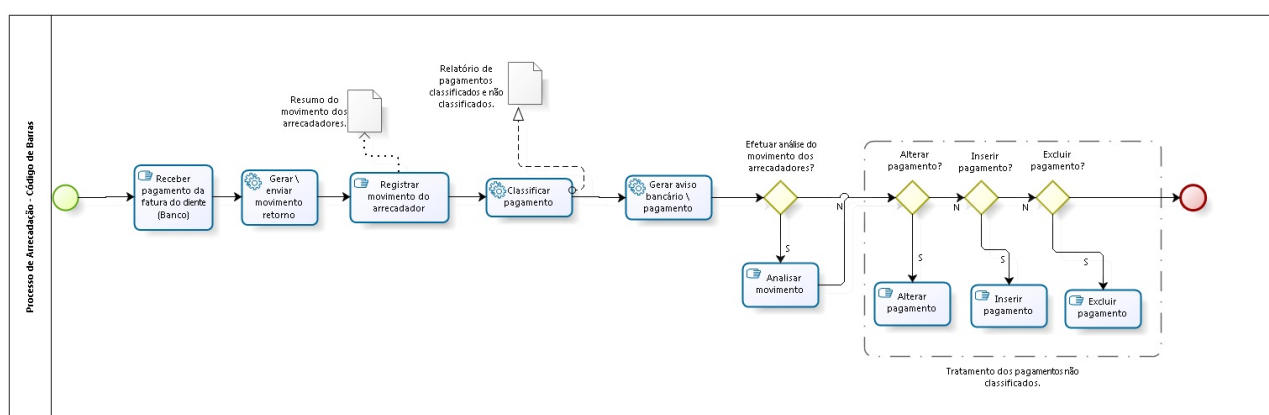 Processo de Arrecadação - Código de Barras
Receber
pagamento da
fatura do cliente
(Banco)
Gerar \
enviar
movimento
retorno
Resumo do
movimento dos
arrecadadores.
Registrar
movimento do
arrecadador
Relatório de
pagamentos
classificados e não
classificados.
Classificar
pagamento
Gerar aviso
bancário \
pagamento
Efetuar análise do
movimento dos
arrecadadores?
N
S
Analisar
movimento
Alterar
pagamento?
N
S
Alterar
pagamento
Inserir
pagamento?
N
S
Inserir
pagamento
Excluir
pagamento?
S
Excluir
pagamento
Tratamento dos pagamentos não
classificados.